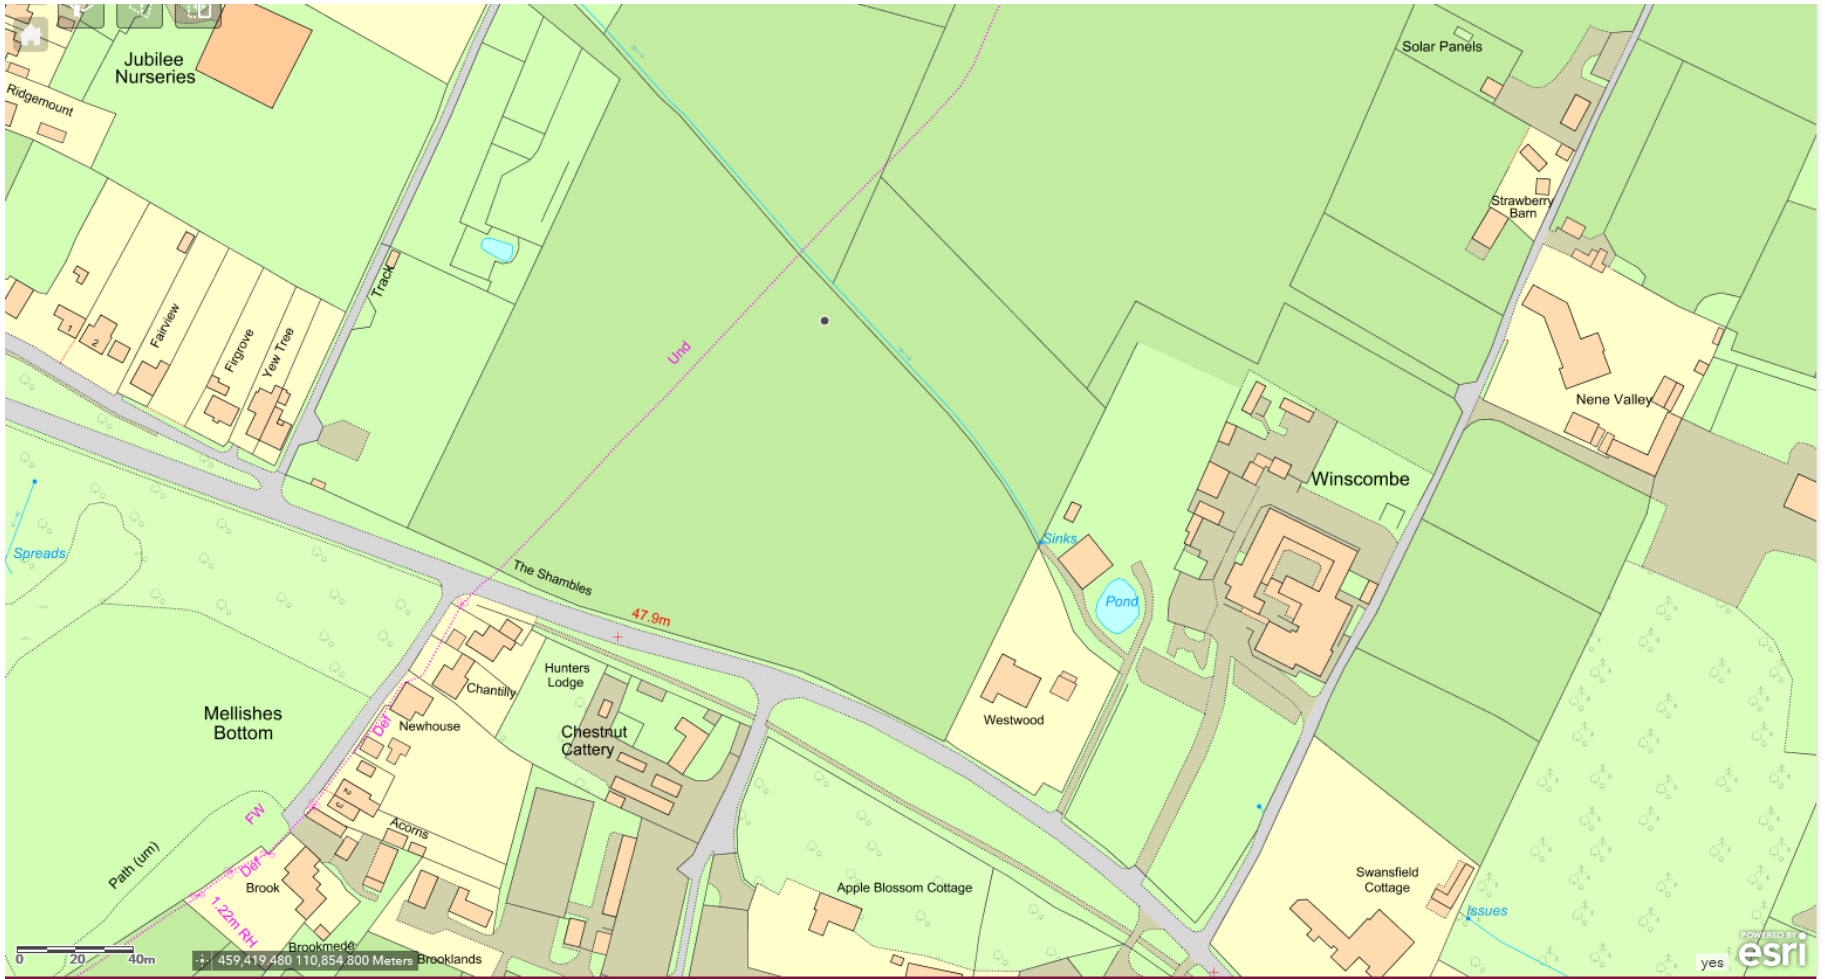 Jubilee
Nurseries
Ridgemount
Solar Panels
Strawberry
Barn
Track
Fairview
Firgrove
Yew Tree
1
2
Und
Nene Valley
Winscombe
Sinks
Pond
Spreads
The Shambles
47.9m
Hunters
Lodge
Chantilly
Newhouse
Def
Mellishes
Bottom
Chestnut
Cattery
Westwood
2
3
Acorns
FW
Path (um)
Def
Brook
1.22m RH
Brookmede
Brooklands
Apple Blossom Cottage
Swansfield
Cottage
Issues
0 20 40m
459,419.480 110,854.800 Meters
yes
POWERED BY
esri